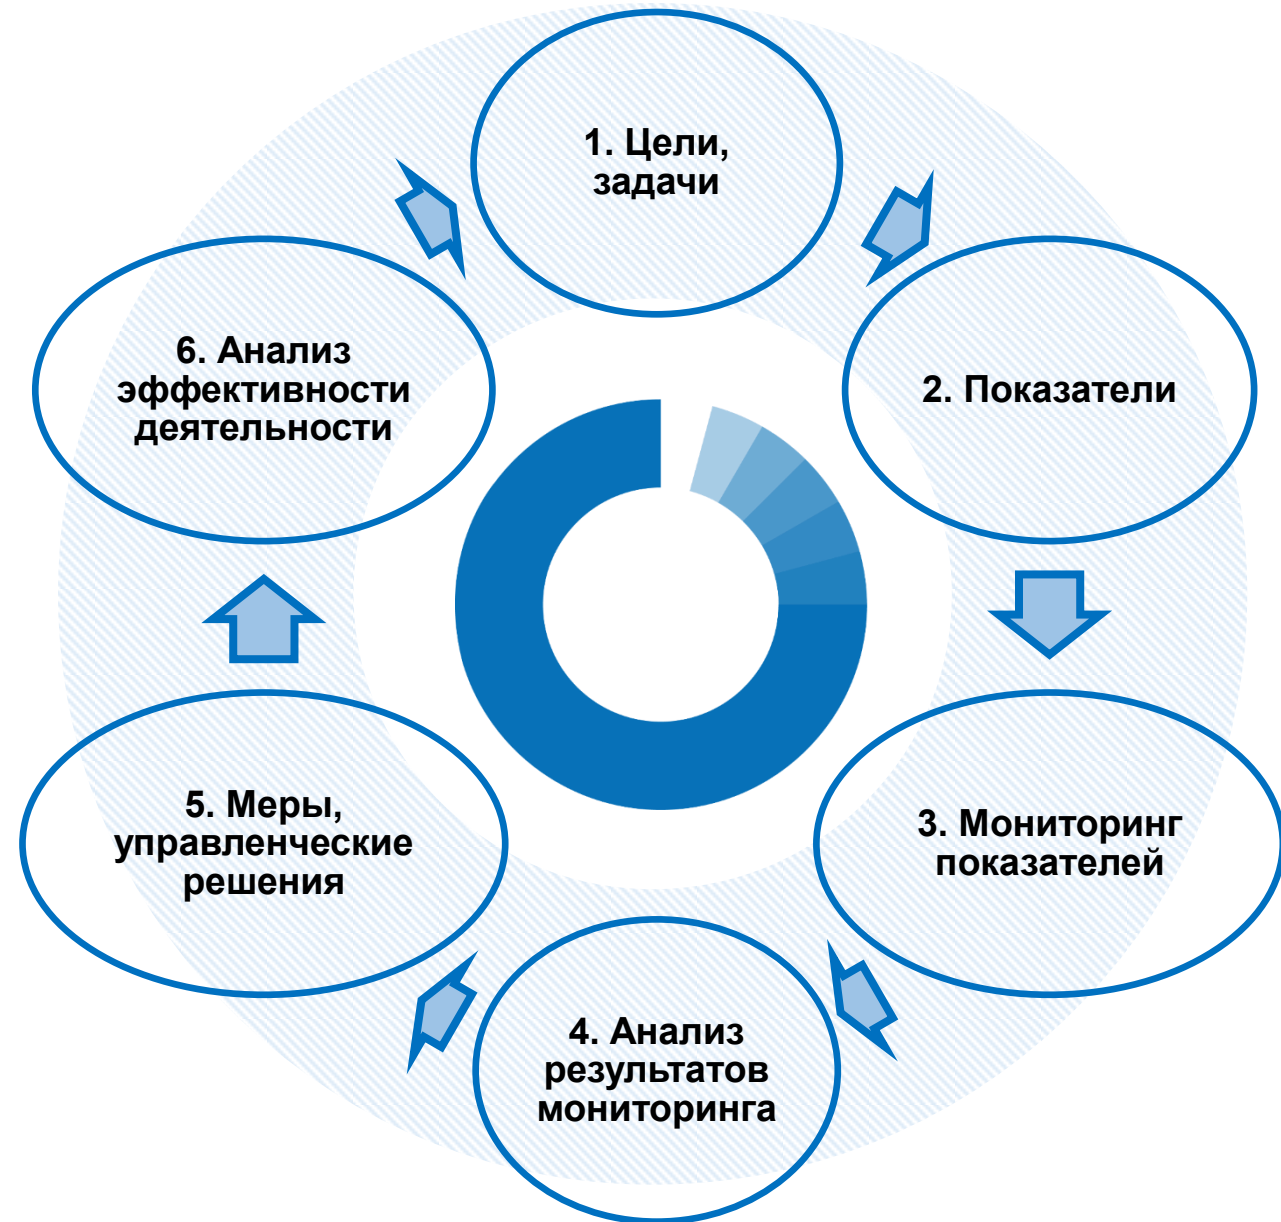 1. Цели,
задачи
2. Показатели
3. Мониторинг
показателей
4. Анализ
результатов
мониторинга
5. Меры,
управленческие
решения
6. Анализ
эффективности
деятельности